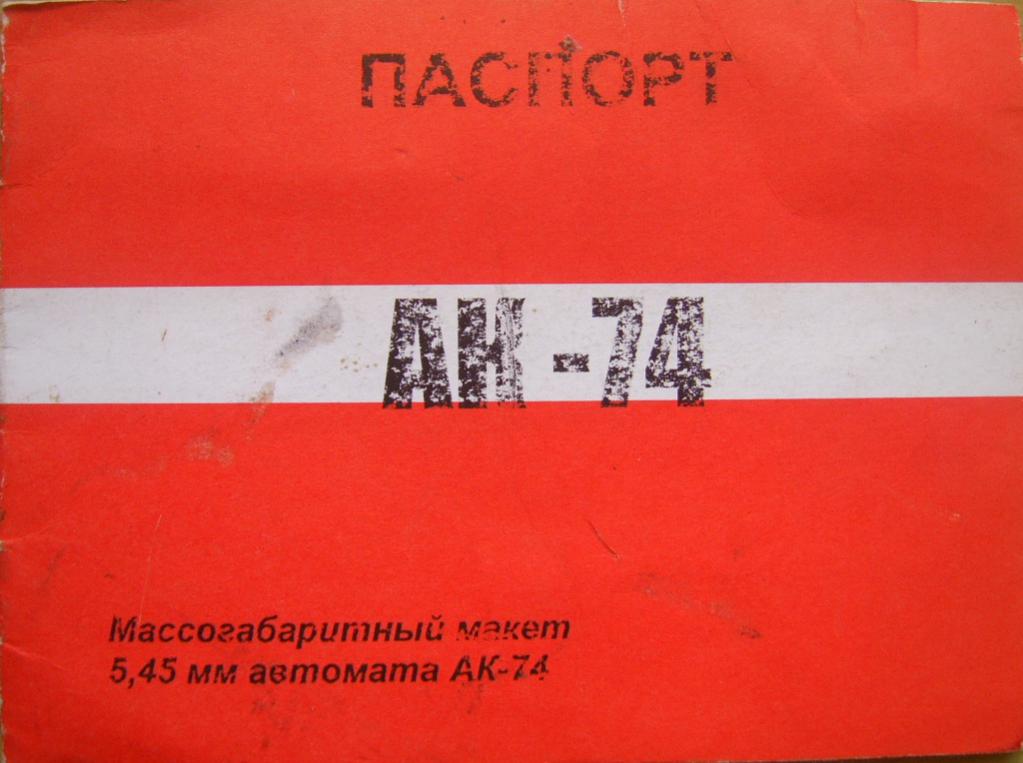 ПАСПОРТ
АК-74
Массогабаритный макет
5,45 мм автомата АК-74